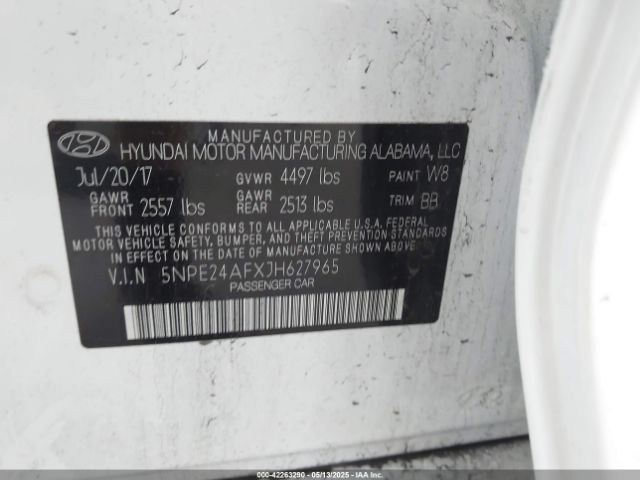 MANUFACTURED BY
HYUNDAI MOTOR MANUFACTURING ALABAMA, LLC
Jul/20/17 GVWR 4497 lbs PAINT W8
GAWR FRONT 2557 lbs GAWR REAR 2513 lbs TRIM BB
THIS VEHICLE CONFORMS TO ALL APPLICABLE U.S.A. FEDERAL
MOTOR VEHICLE SAFETY, BUMPER, AND THEFT PREVENTION STANDARDS
IN EFFECT ON THE DATE OF MANUFACTURE SHOWN ABOVE.
V.I.N 5NPE24AFXJH627965
PASSENGER CAR
000-42263290 - 05/13/2025 - IAAI.COM